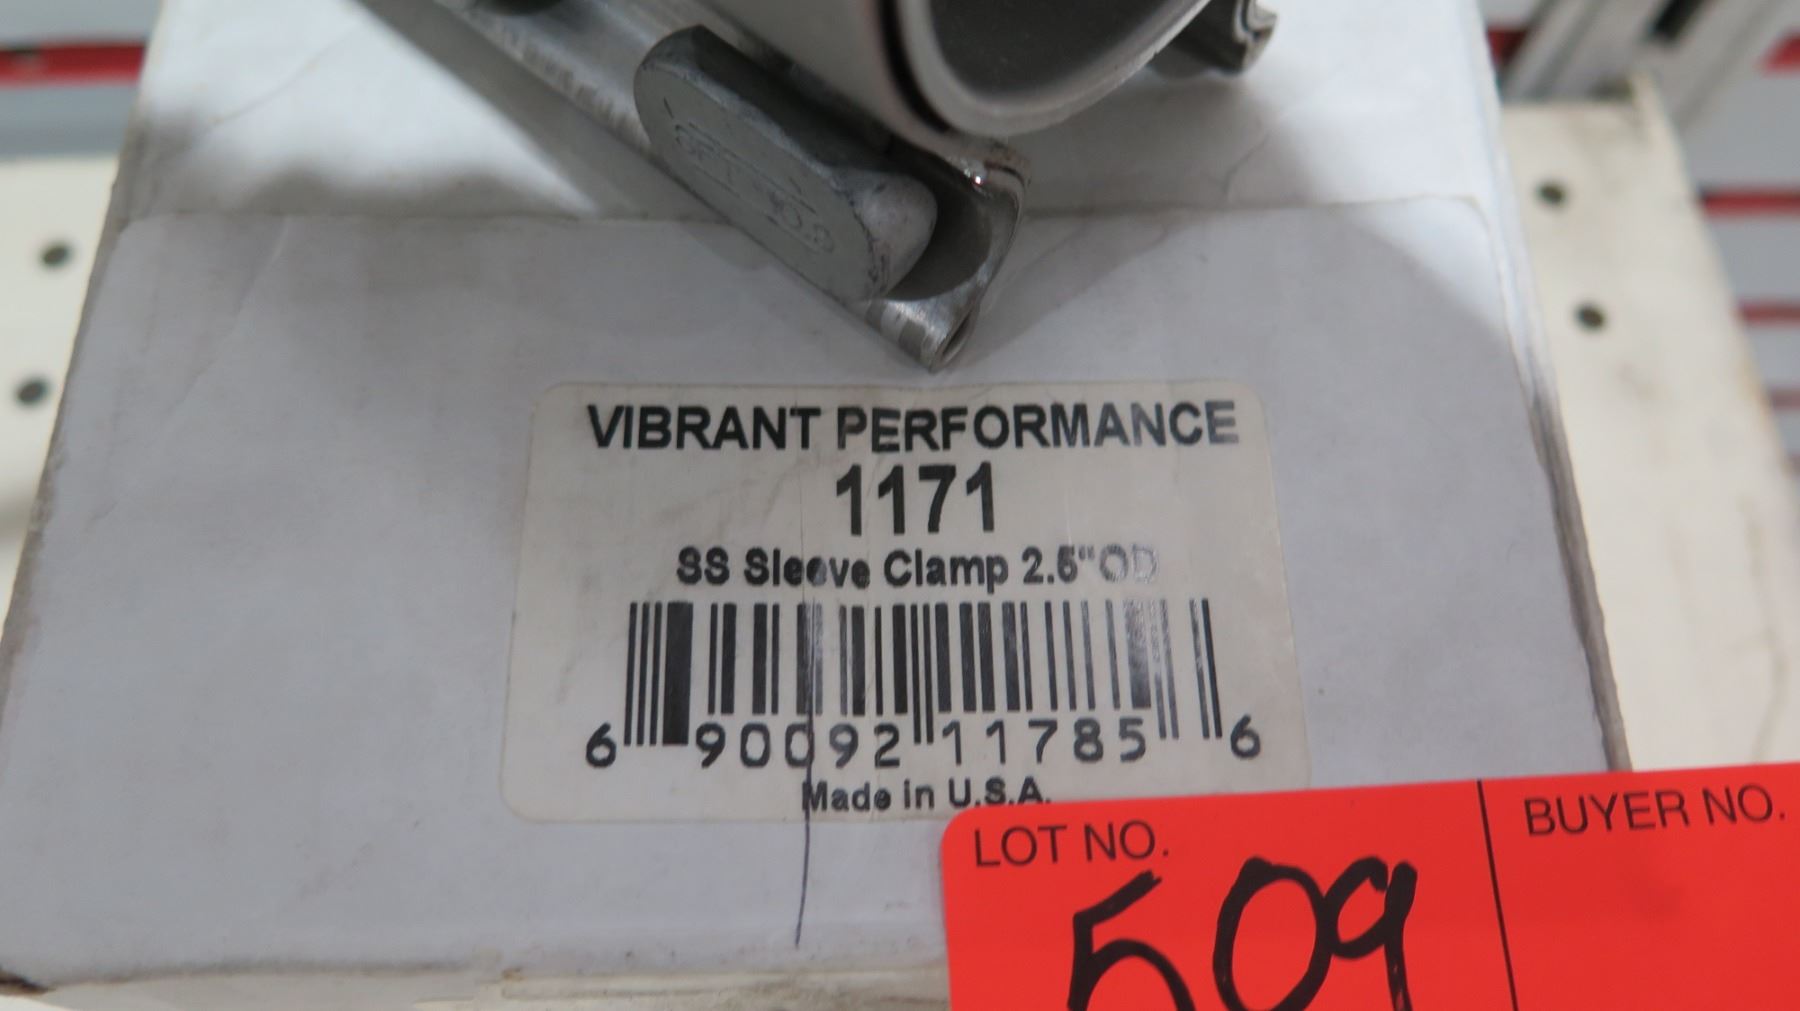 VIBRANT PERFORMANCE
1171
SS Sleeve Clamp 2.5"OD
6 90092 11785 6
Made in U.S.A.
LOT NO.
BUYER NO.
509